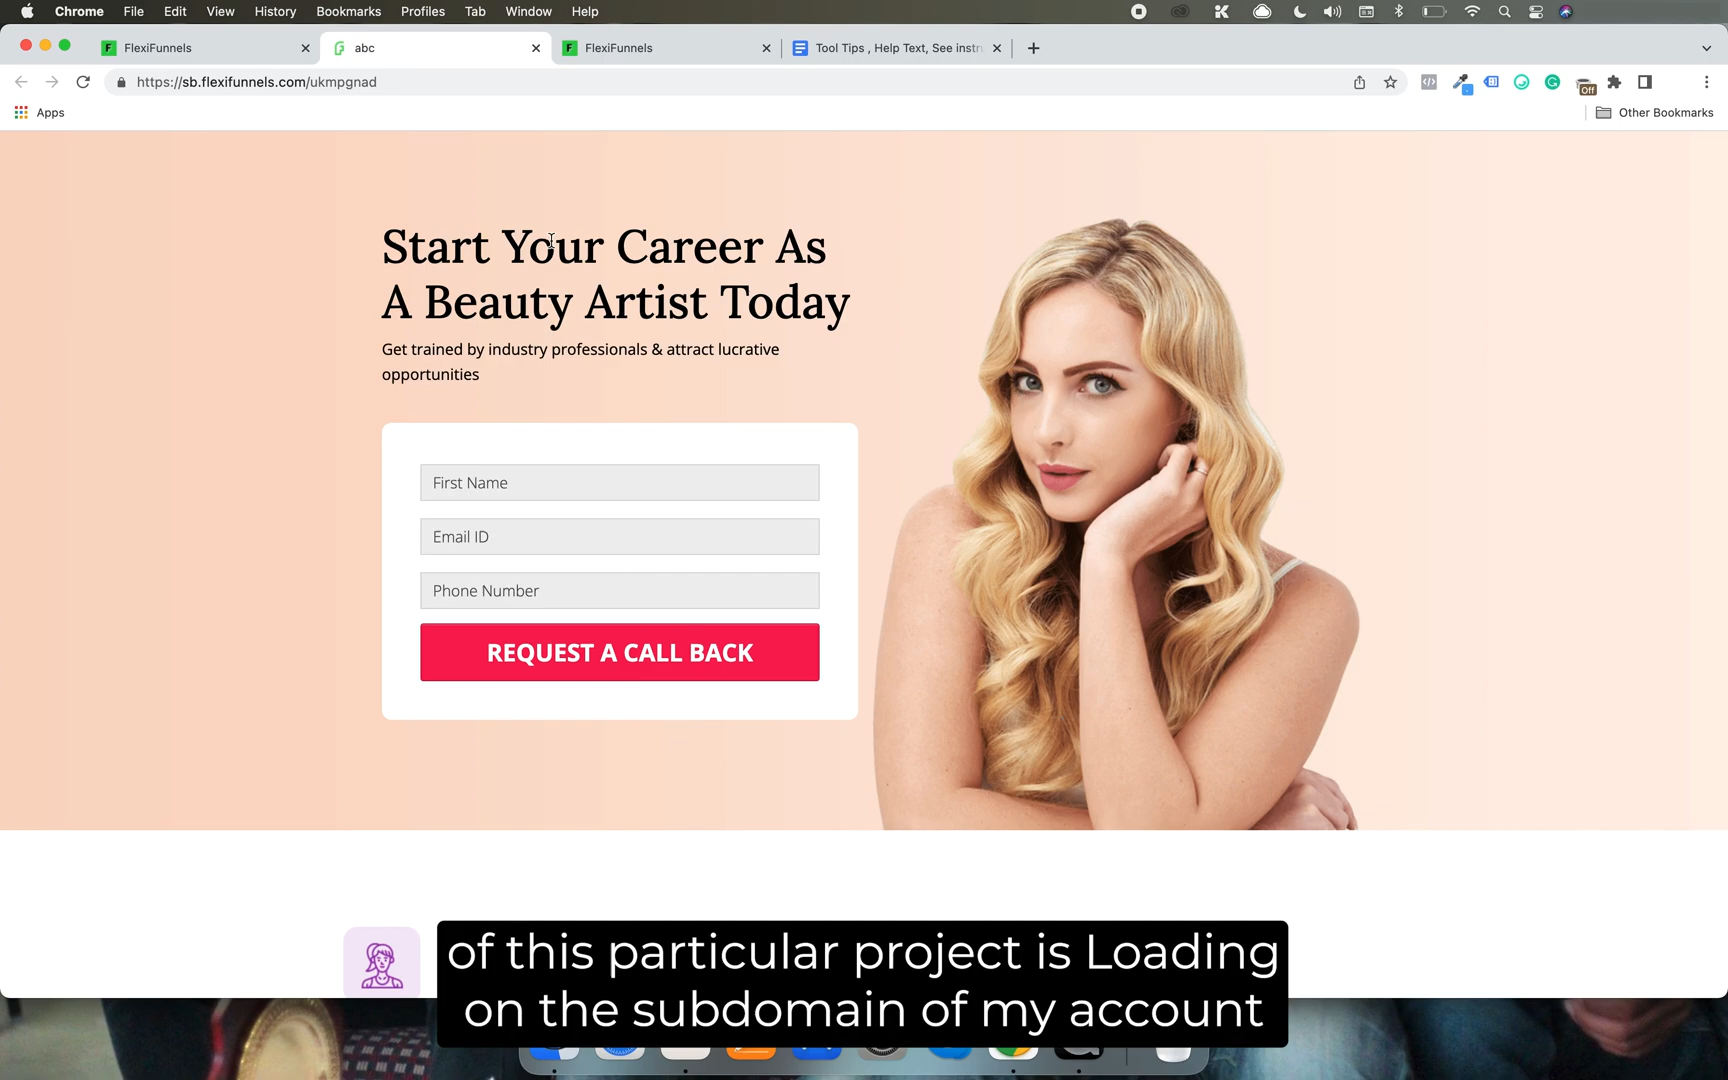 Chrome File Edit View History Bookmarks Profiles Tab Window Help
FlexiFunnels
abc
FlexiFunnels
Tool Tips , Help Text, See instr
https://sb.flexifunnels.com/ukmpgnad
Off
Apps
Other Bookmarks
Start Your Career As
A Beauty Artist Today
Get trained by industry professionals & attract lucrative
opportunities
First Name
Email ID
Phone Number
REQUEST A CALL BACK
of this particular project is Loading
on the subdomain of my account